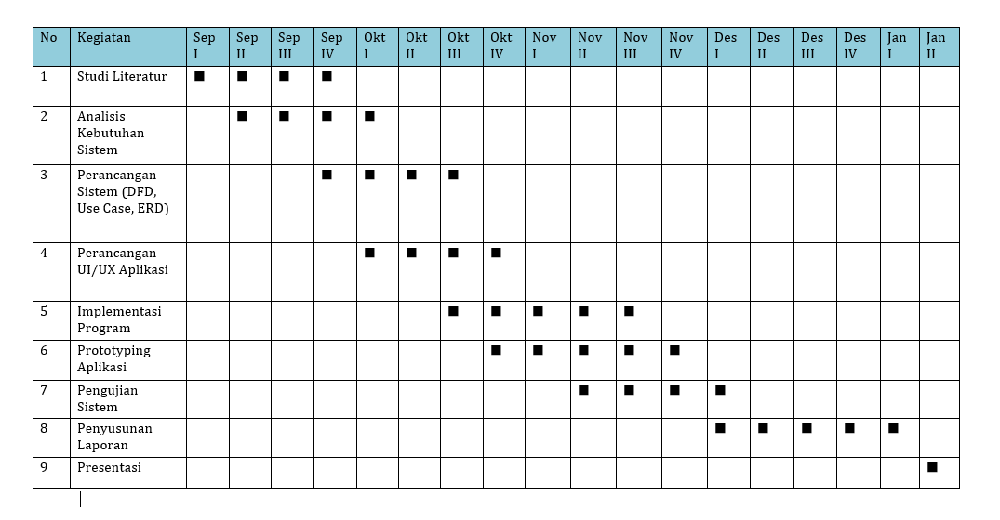 No Kegiatan Sep I Sep II Sep III Sep IV Okt I Okt II Okt III Okt IV Nov I Nov II Nov III Nov IV Des I Des II Des III Des IV Jan I Jan II
1 Studi Literatur ■ ■ ■ ■
2 Analisis
Kebutuhan
Sistem ■ ■ ■ ■
3 Perancangan
Sistem (DFD,
Use Case, ERD) ■ ■ ■ ■
4 Perancangan
UI/UX Aplikasi ■ ■ ■ ■
5 Implementasi
Program ■ ■ ■ ■ ■
6 Prototyping
Aplikasi ■ ■ ■ ■ ■
7 Pengujian
Sistem ■ ■ ■ ■
8 Penyusunan
Laporan ■ ■ ■ ■ ■
9 Presentasi ■